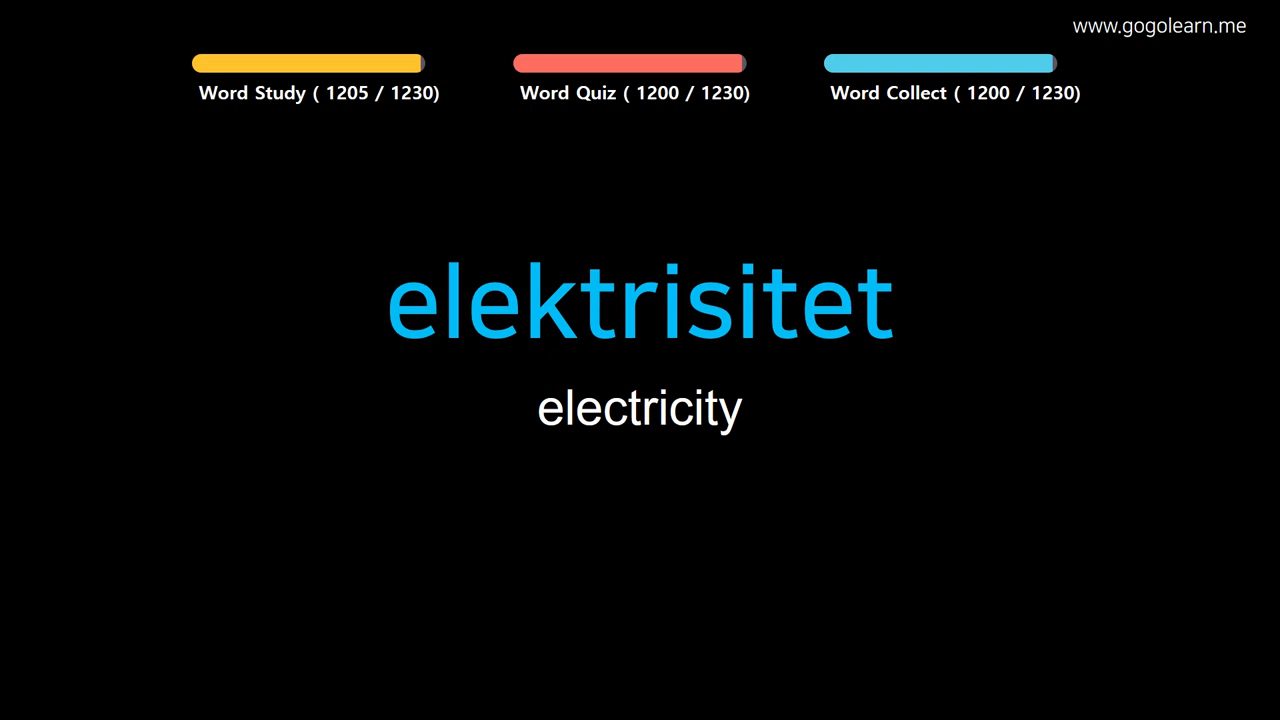 www.gogolearn.me
Word Study ( 1205 / 1230)
Word Quiz ( 1200 / 1230)
Word Collect ( 1200 / 1230)
elektrisitet
electricity